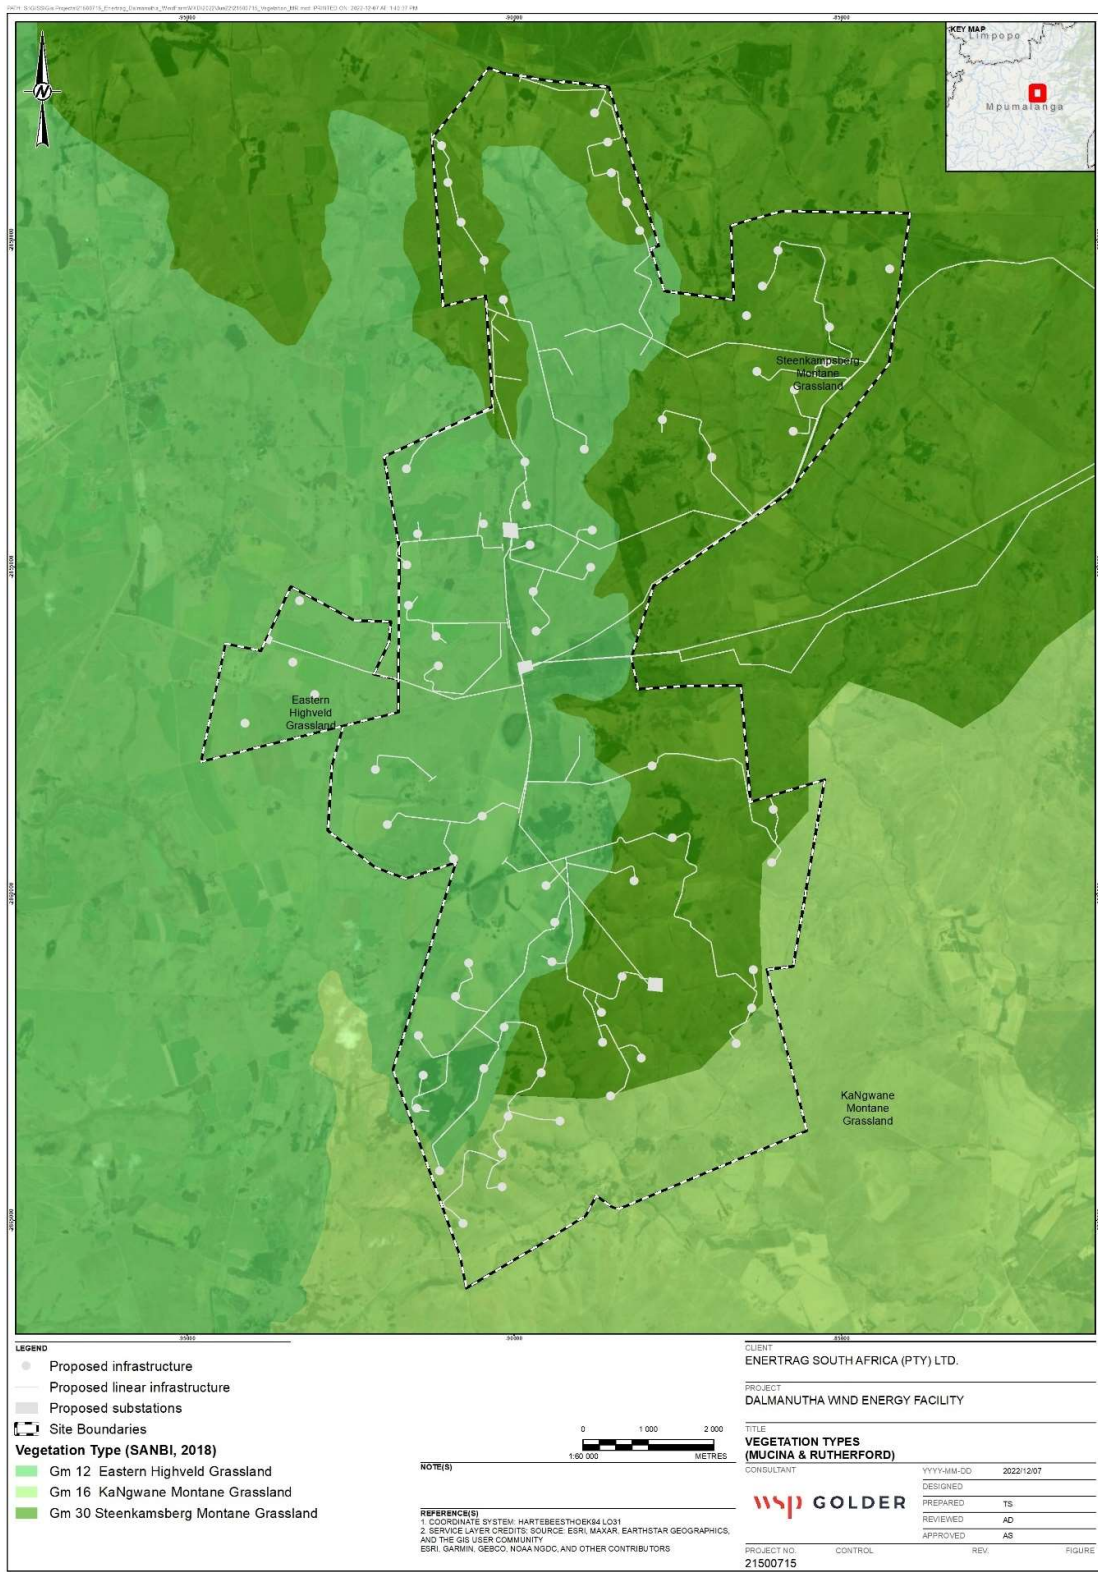 KEY MAP
Limpopo
Mpumalanga
N
Steenkampsberg
Montane
Grassland
Eastern
Highveld
Grassland
KaNgwane
Montane
Grassland
LEGEND
Proposed infrastructure
Proposed linear infrastructure
Proposed substations
Site Boundaries
Vegetation Type (SANBI, 2018)
Gm 12 Eastern Highveld Grassland
Gm 16 KaNgwane Montane Grassland
Gm 30 Steenkamsberg Montane Grassland
0 1 000 2 000
1:60 000 METRES
NOTE(S)
REFERENCE(S)
1. COORDINATE SYSTEM: HARTEBEESTHOEK94 LO31
2. SERVICE LAYER CREDITS: SOURCE: ESRI, MAXAR, EARTHSTAR GEOGRAPHICS,
AND THE GIS USER COMMUNITY
ESRI, GARMIN, GEBCO, NOAA NGDC, AND OTHER CONTRIBUTORS
CLIENT
ENERTRAG SOUTH AFRICA (PTY) LTD.
PROJECT
DALMANUTHA WIND ENERGY FACILITY
TITLE
VEGETATION TYPES
(MUCINA & RUTHERFORD)
CONSULTANT
wsp GOLDER
YYYY-MM-DD 2022/12/07
DESIGNED
PREPARED TS
REVIEWED AD
APPROVED AS
PROJECT NO. CONTROL REV. FIGURE
21500715